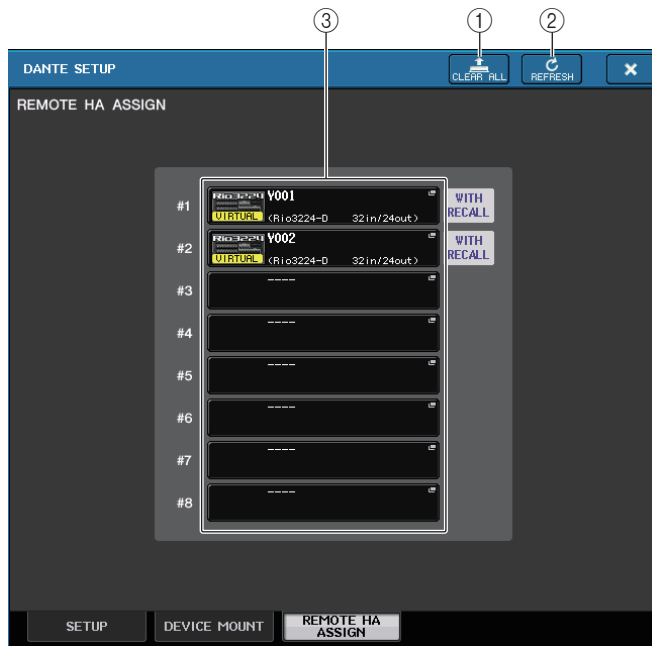 ③ ① ②
DANTE SETUP
CLEAR ALL
REFRESH
REMOTE HA ASSIGN
#1
Rio3224
VIRTUAL
Y001
(Rio3224-D 32in/24out)
WITH
RECALL
#2
Rio3224
VIRTUAL
Y002
(Rio3224-D 32in/24out)
WITH
RECALL
#3 ----
#4 ----
#5 ----
#6 ----
#7 ----
#8 ----
SETUP
DEVICE MOUNT
REMOTE HA
ASSIGN